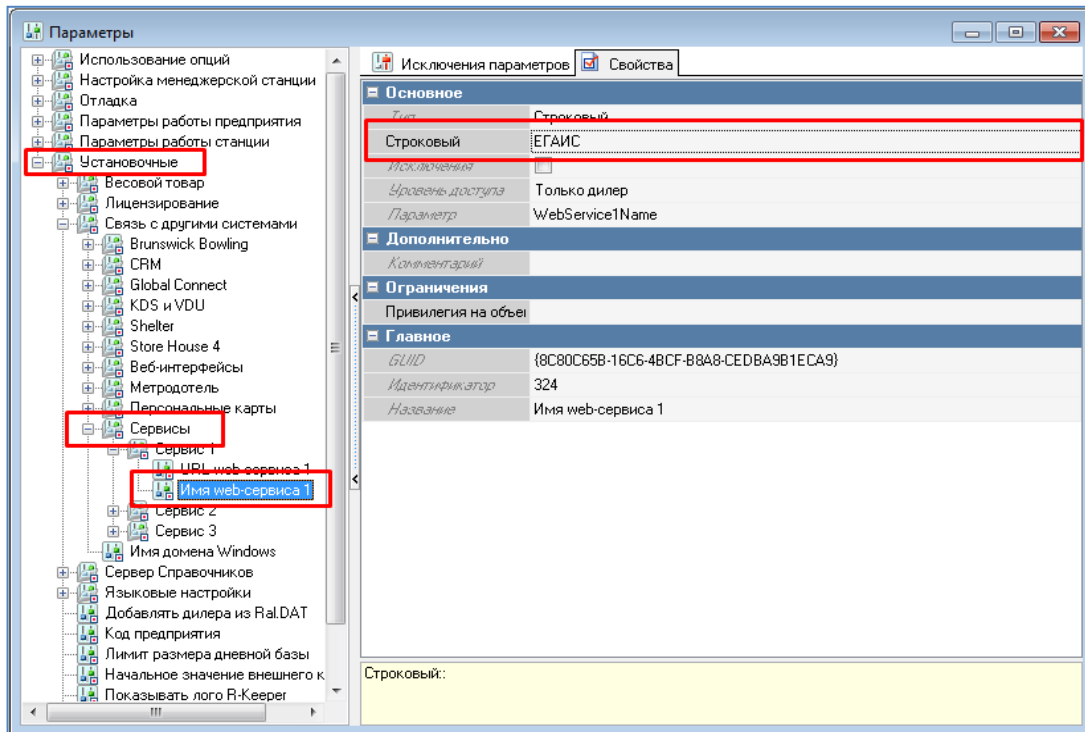 Параметры
Использование опций
Настройка менеджерской станции
Отладка
Параметры работы предприятия
Параметры работы станции
Установочные
Весовой товар
Лицензирование
Связь с другими системами
Brunswick Bowling
CRM
Global Connect
KDS и VDU
Shelter
Store House 4
Веб-интерфейсы
Метродотель
Персональные карты
Сервисы
Сервис 1
URL web-сервиса 1
Имя web-сервиса 1
Сервис 2
Сервис 3
Имя домена Windows
Сервер Справочников
Языковые настройки
Добавлять дилера из Ral.DAT
Код предприятия
Лимит размера дневной базы
Начальное значение внешнего к
Показывать лого R-Keeper
Исключения параметров Свойства
Основное
Тип Строковый
Строковый ЕГАИС
Исключения
Уровень доступа Только дилер
Параметр WebService1Name
Дополнительно
Комментарий
Ограничения
Привилегия на объек
Главное
GUID {8C80C65B-16C6-4BCF-B8A8-CEDBA9B1ECA9}
Идентификатор 324
Название Имя web-сервиса 1
Строковый::